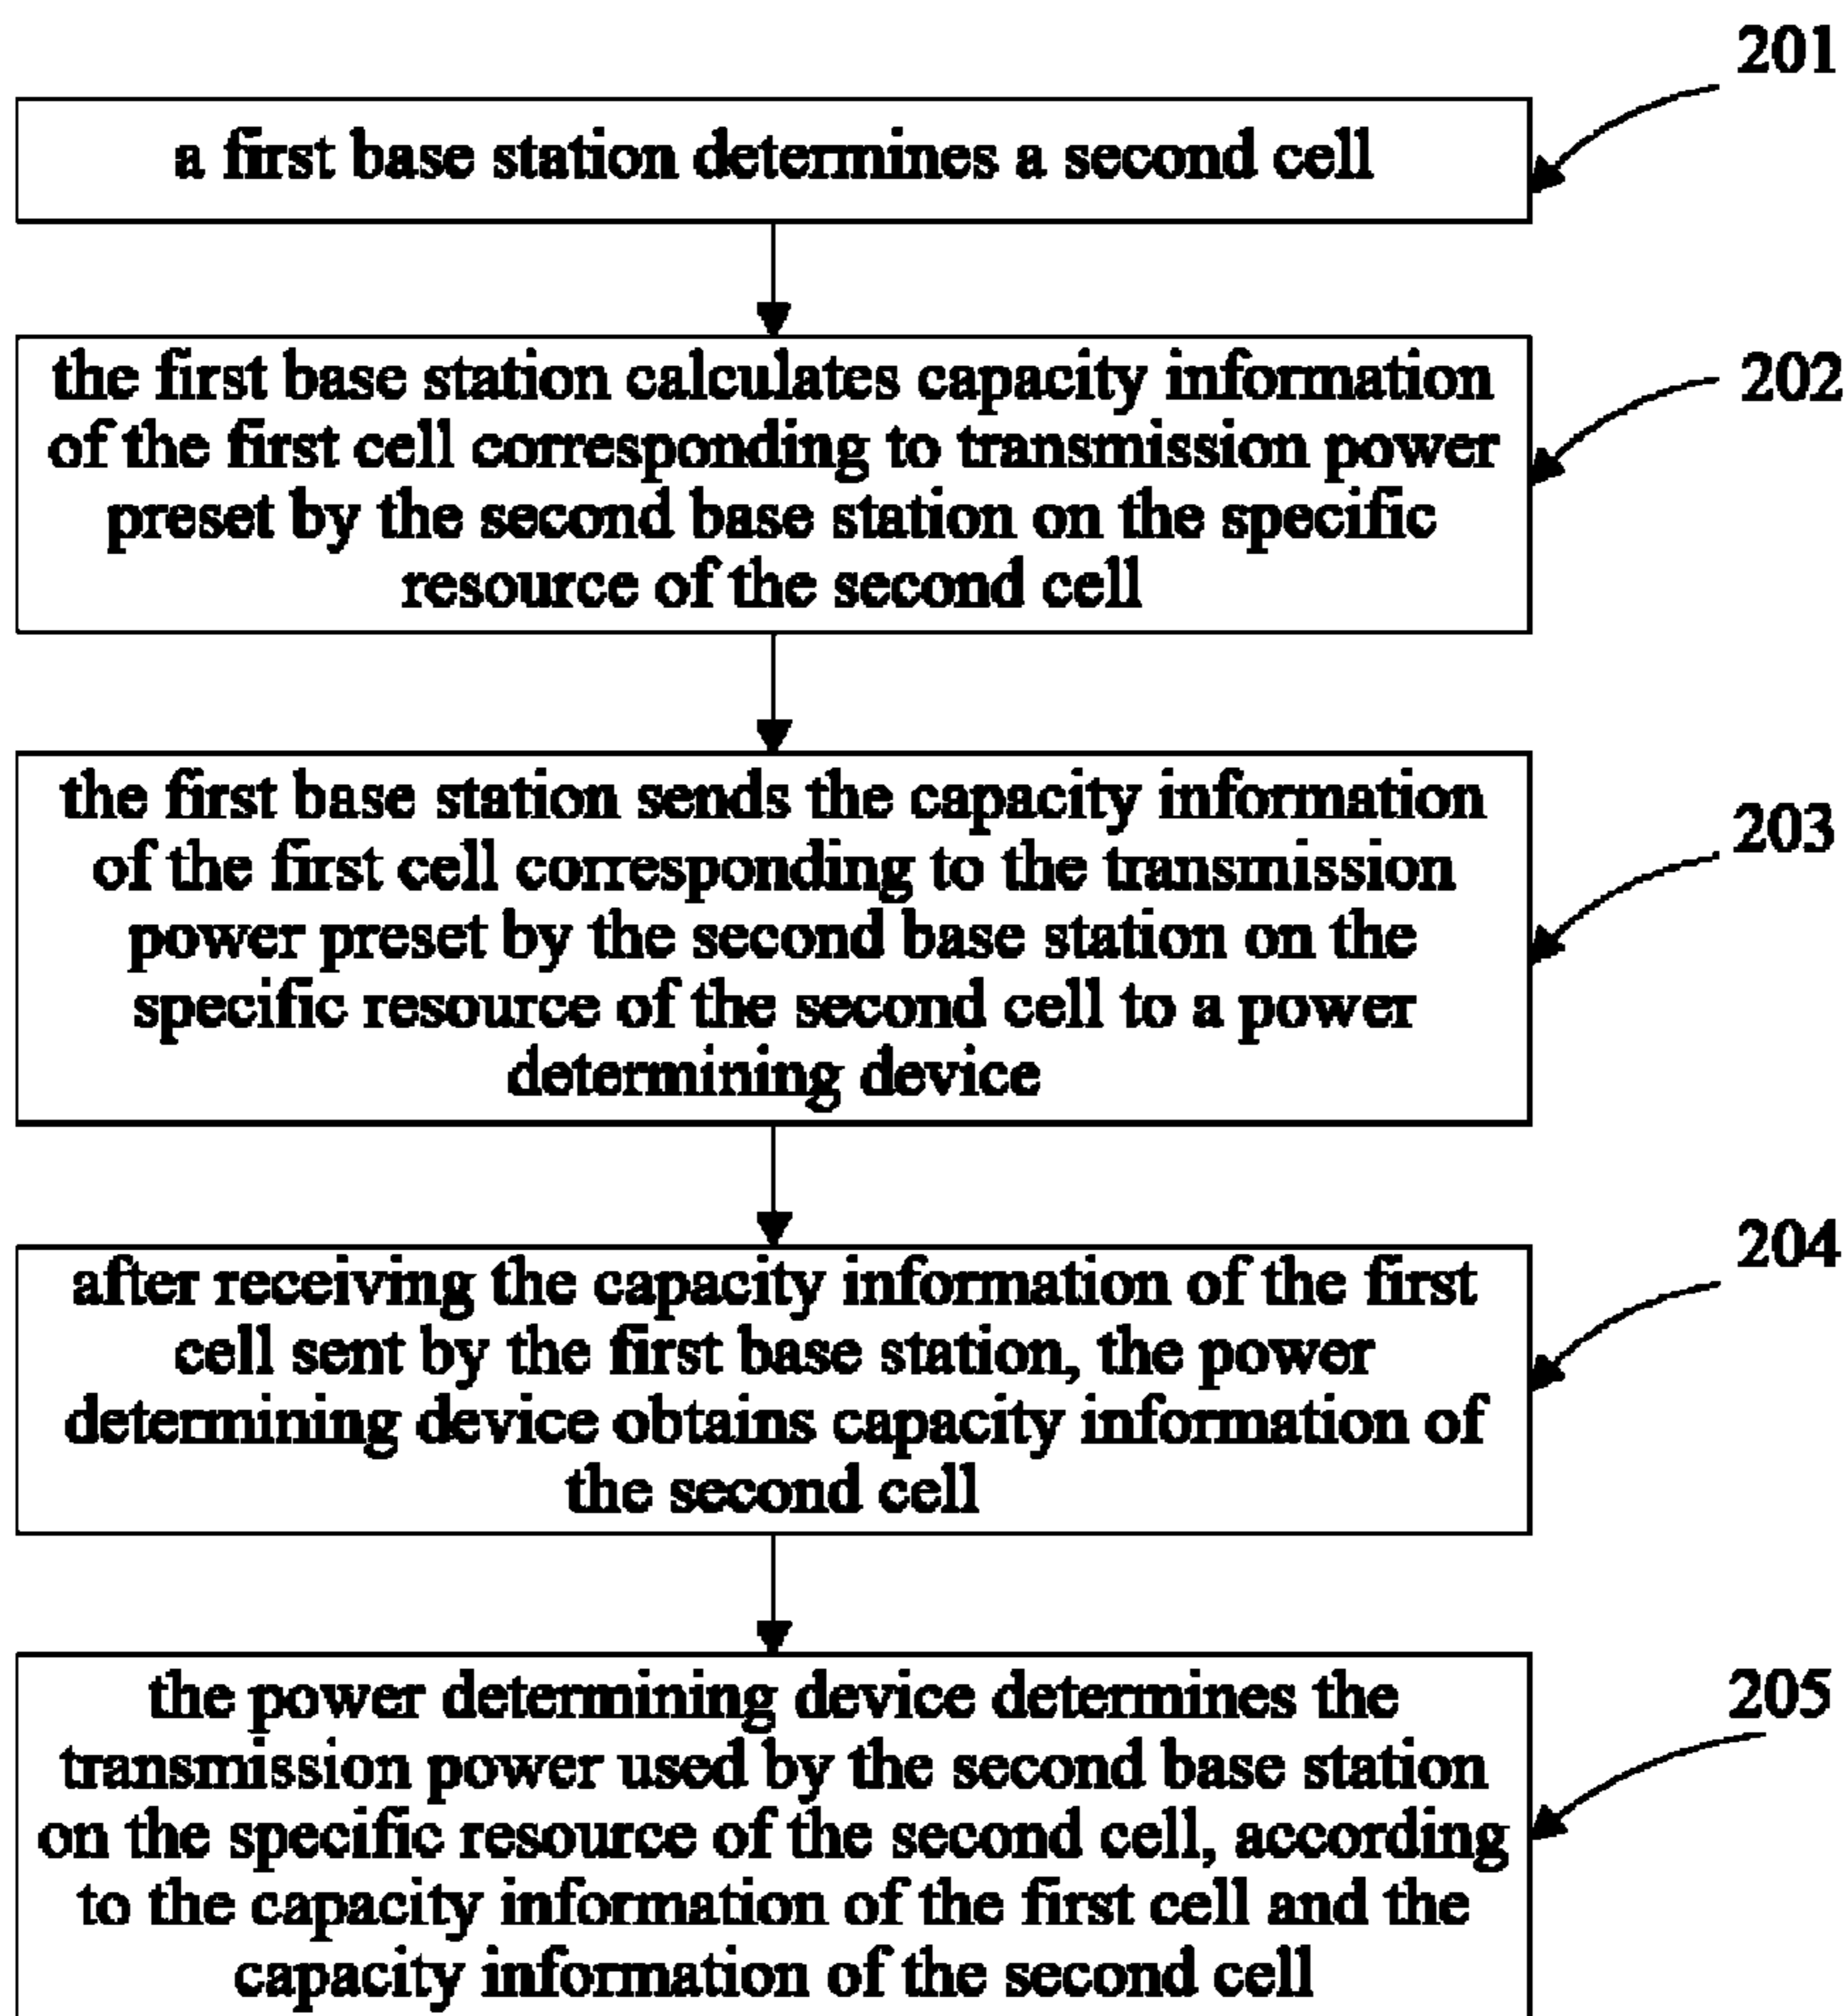 201
a first base station determines a second cell
202
the first base station calculates capacity information
of the first cell corresponding to transmission power
preset by the second base station on the specific
resource of the second cell
203
the first base station sends the capacity information
of the first cell corresponding to the transmission
power preset by the second base station on the
specific resource of the second cell to a power
determining device
204
after receiving the capacity information of the first
cell sent by the first base station, the power
determining device obtains capacity information of
the second cell
205
the power determining device determines the
transmission power used by the second base station
on the specific resource of the second cell, according
to the capacity information of the first cell and the
capacity information of the second cell